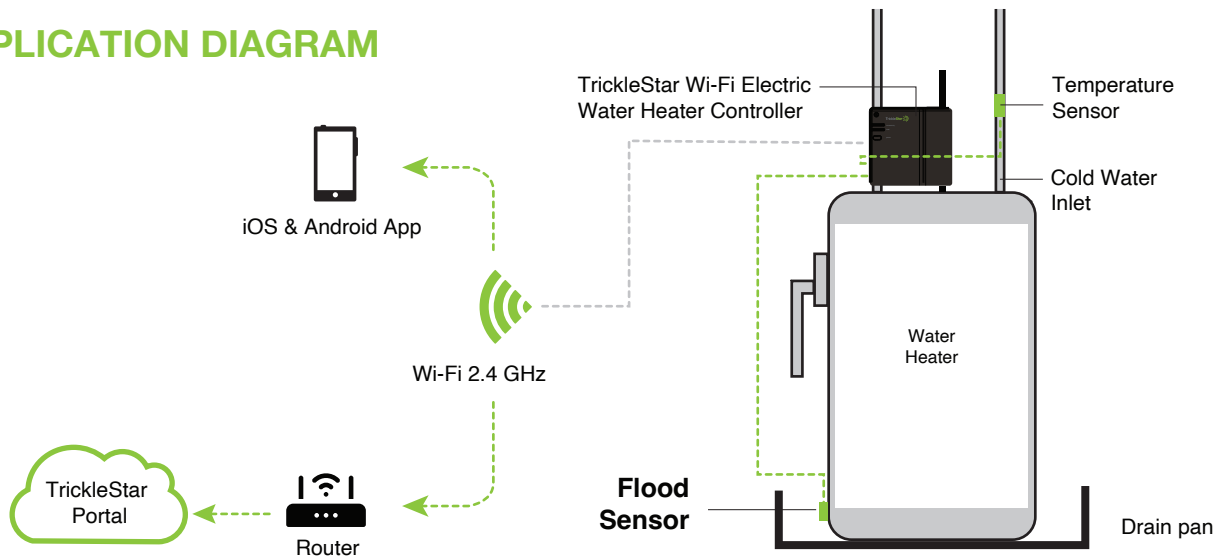 PLICATION DIAGRAM
TrickleStar Wi-Fi Electric
Water Heater Controller
Temperature
Sensor
TrickleStar
iOS & Android App
Cold Water
Inlet
Wi-Fi 2.4 GHz
Water
Heater
TrickleStar
Portal
Router
Flood
Sensor
Drain pan